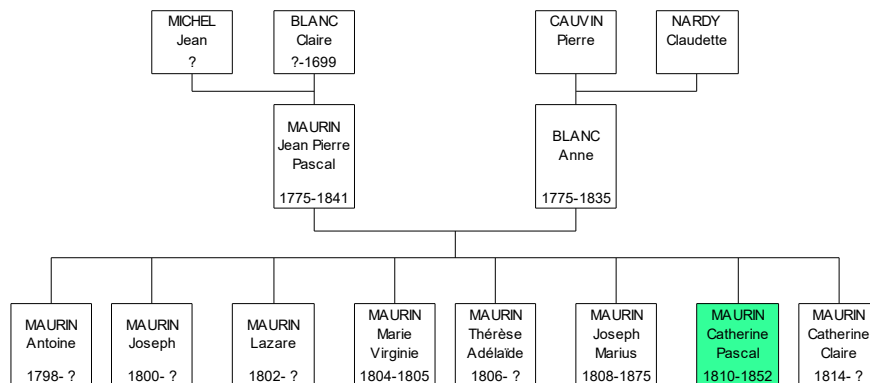 MICHEL
Jean
?
BLANC
Claire
?-1699
CAUVIN
Pierre
NARDY
Claudette
MAURIN
Jean Pierre
Pascal
1775-1841
BLANC
Anne
1775-1835
MAURIN
Antoine
1798- ?
MAURIN
Joseph
1800- ?
MAURIN
Lazare
1802- ?
MAURIN
Marie
Virginie
1804-1805
MAURIN
Thérèse
Adélaïde
1806- ?
MAURIN
Joseph
Marius
1808-1875
MAURIN
Catherine
Pascal
1810-1852
MAURIN
Catherine
Claire
1814- ?